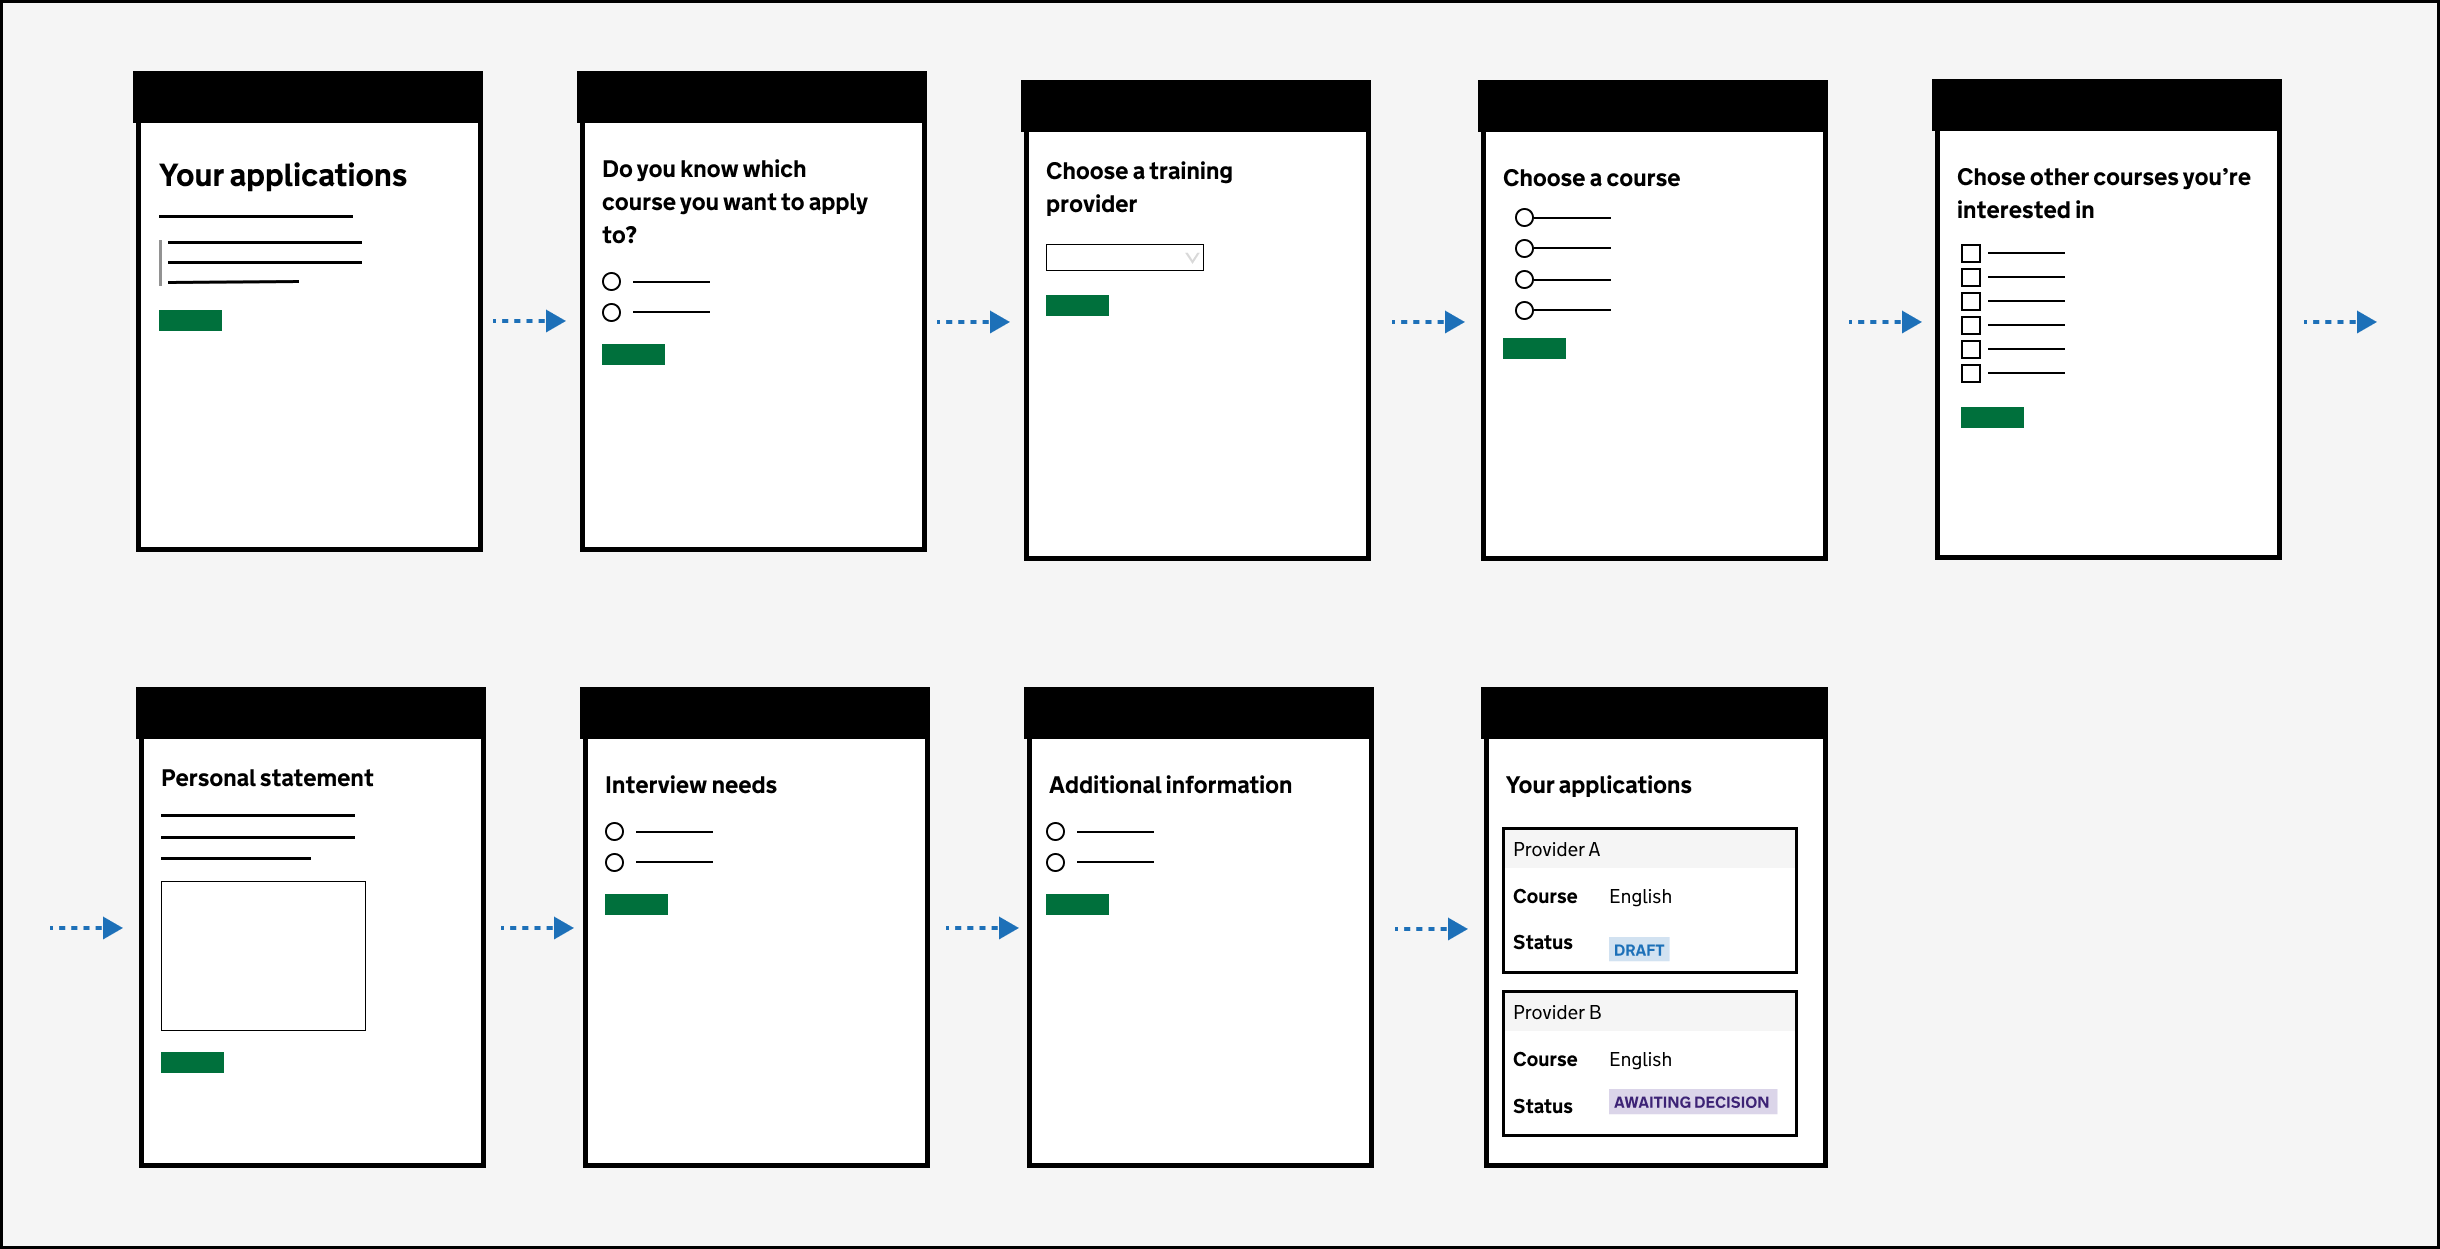 Your applications
Do you know which
course you want to apply
to?
Choose a training
provider
Choose a course
Chose other courses you’re
interested in
Personal statement
Interview needs
Additional information
Your applications
Provider A
Course English
Status DRAFT
Provider B
Course English
Status AWAITING DECISION